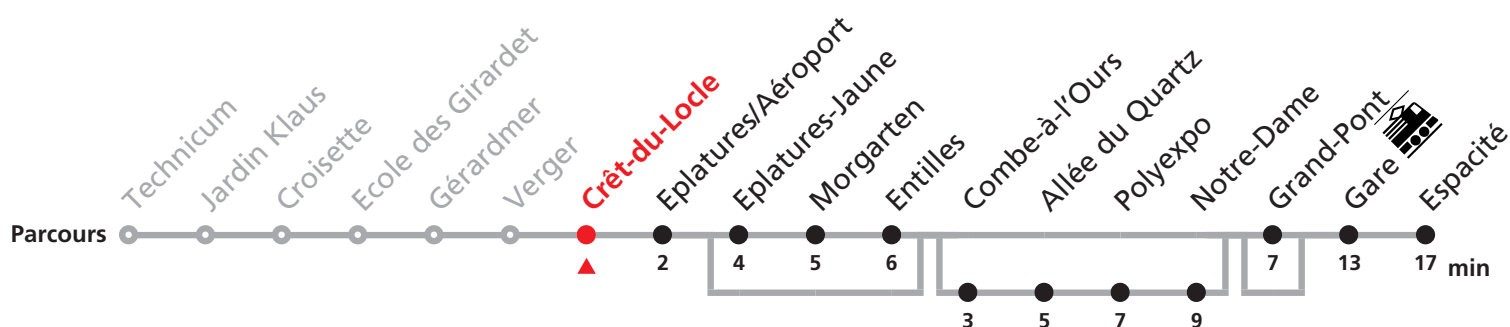 Technicum
Jardin Klaus
Croisette
Ecole des Girardet
Gérardmer
Verger
Crêt-du-Locle
Eplatures/Aéroport
Eplatures-Jaune
Morgarten
Entilles
Combe-à-l'Ours
Allée du Quartz
Polyexpo
Notre-Dame
Grand-Pont
Gare
Espacité
Parcours
2 4 5 6 7 13 17 min
3 5 7 9